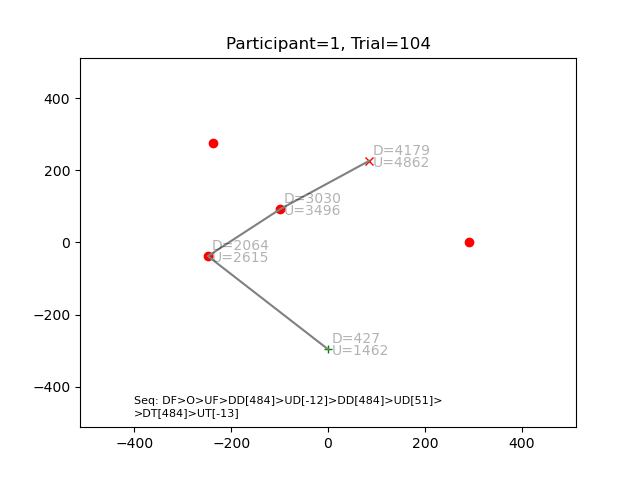 Participant=1, Trial=104
400
200
0
−200
−400
D=4179
U=4862
D=3030
U=3496
D=2064
U=2615
D=427
U=1462
Seq: DF>O>UF>DD[484]>UD[-12]>DD[484]>UD[51]>
>DT[484]>UT[-13]
−400 −200 0 200 400